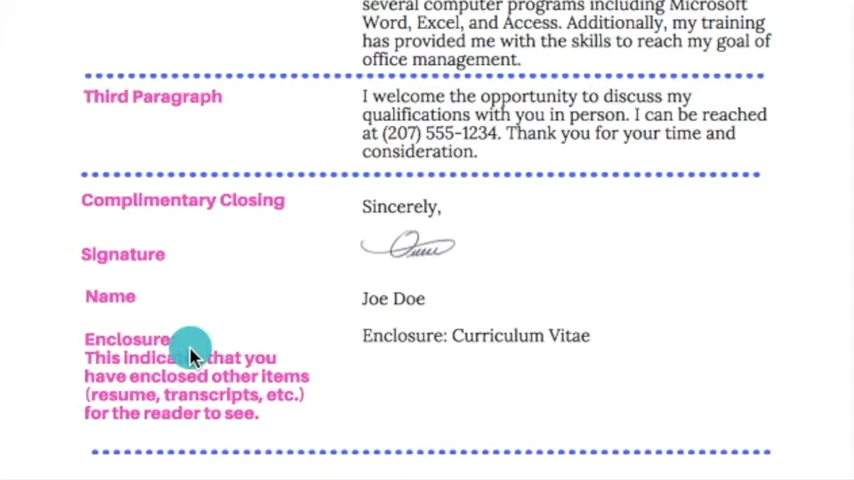 several computer programs including Microsoft
Word, Excel, and Access. Additionally, my training
has provided me with the skills to reach my goal of
office management.
Third Paragraph
I welcome the opportunity to discuss my
qualifications with you in person. I can be reached
at (207) 555-1234. Thank you for your time and
consideration.
Complimentary Closing
Sincerely,
Signature
Name
Joe Doe
Enclosure
Enclosure: Curriculum Vitae
This that you
have enclosed other items
(resume, transcripts, etc.)
for the reader to see.